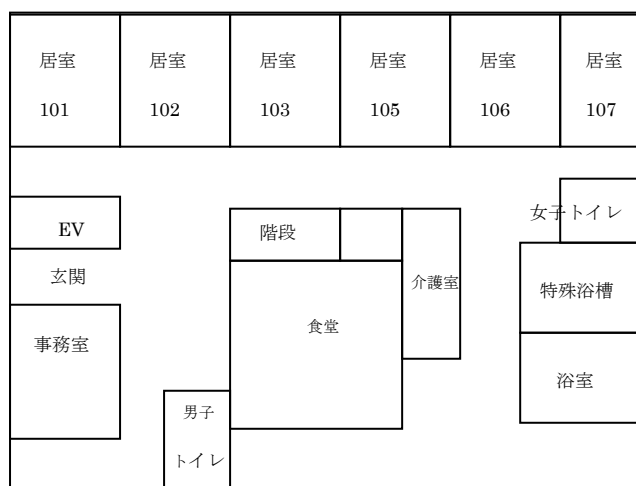 居室
居室
居室
居室
居室
居室
101
102
103
105
106
107
女子トイレ
EV
階段
玄関
介護室
特殊浴槽
食堂
事務室
浴室
男子
トイレ